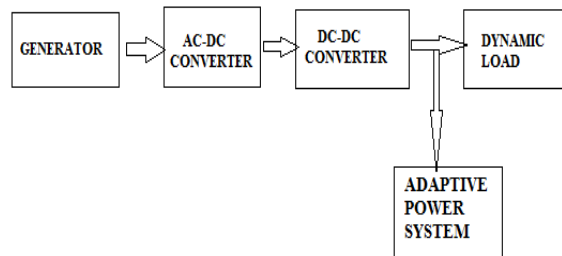 GENERATOR
AC-DC
CONVERTER
DC-DC
CONVERTER
DYNAMIC
LOAD
ADAPTIVE
POWER
SYSTEM